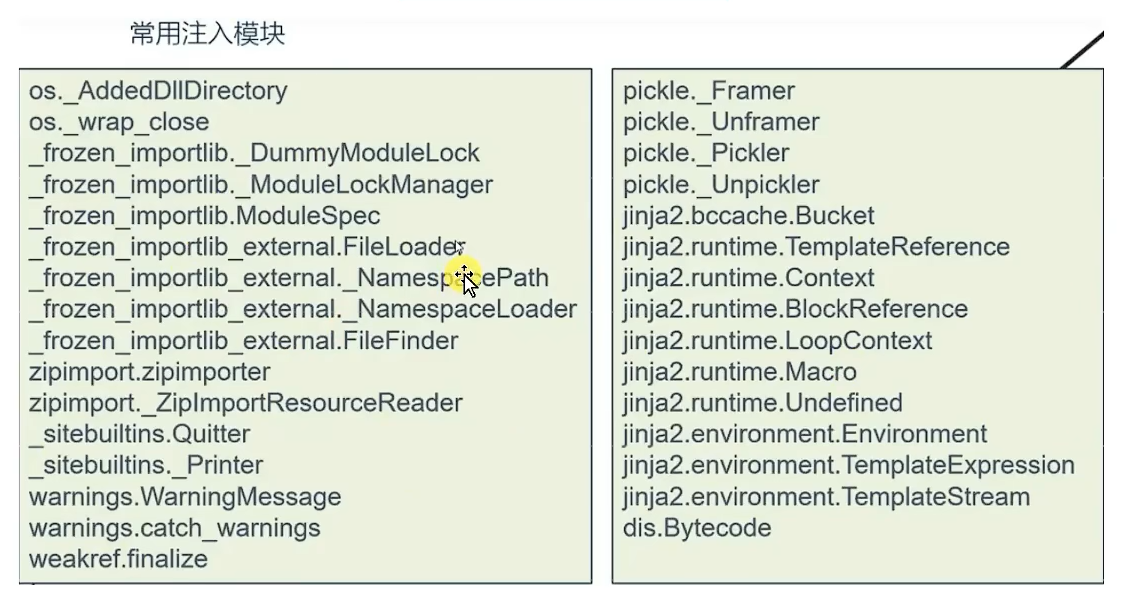 常用注入模块
os._AddedDllDirectory
os._wrap_close
_frozen_importlib._DummyModuleLock
_frozen_importlib._ModuleLockManager
_frozen_importlib.ModuleSpec
_frozen_importlib_external.FileLoader
_frozen_importlib_external._NamespacePath
_frozen_importlib_external._NamespaceLoader
_frozen_importlib_external.FileFinder
zipimport.zipimporter
zipimport._ZipImportResourceReader
_sitebuiltins.Quitter
_sitebuiltins._Printer
warnings.WarningMessage
warnings.catch_warnings
weakref.finalize
pickle._Framer
pickle._Unframer
pickle._Pickler
pickle._Unpickler
jinja2.bccache.Bucket
jinja2.runtime.TemplateReference
jinja2.runtime.Context
jinja2.runtime.BlockReference
jinja2.runtime.LoopContext
jinja2.runtime.Macro
jinja2.runtime.Undefined
jinja2.environment.Environment
jinja2.environment.TemplateExpression
jinja2.environment.TemplateStream
dis.Bytecode